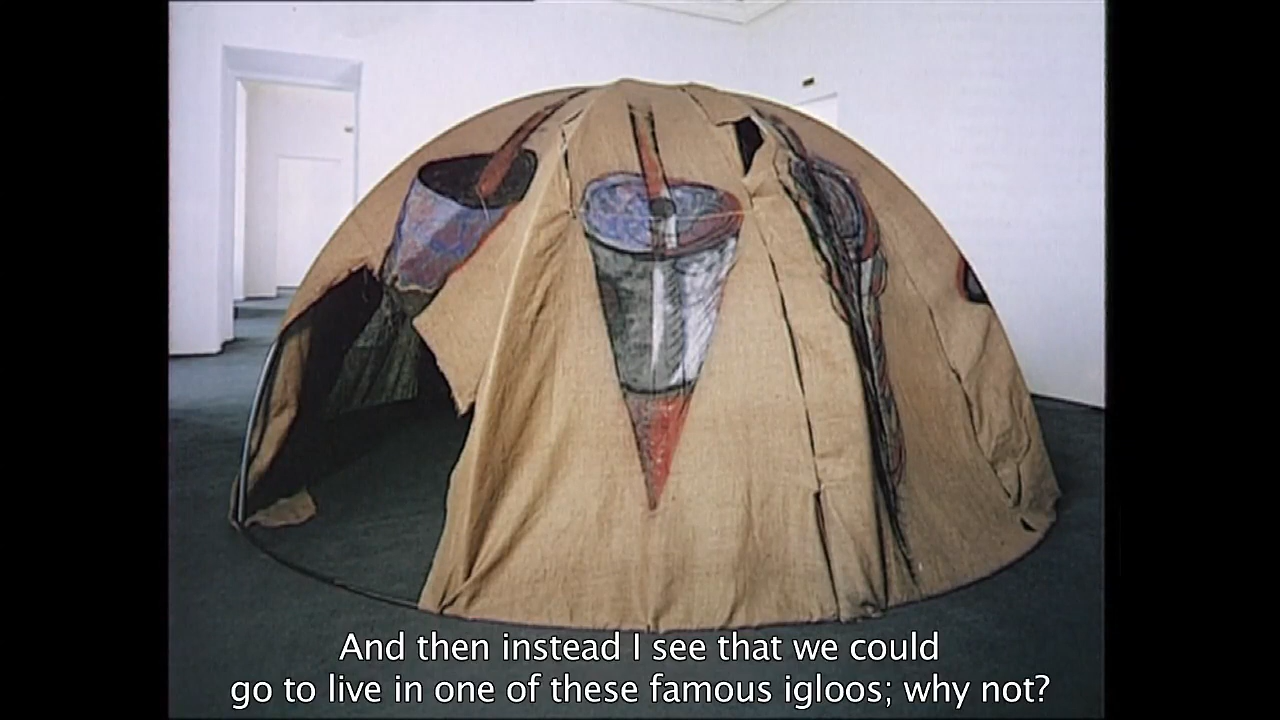 And then instead I see that we could
go to live in one of these famous igloos; why not?